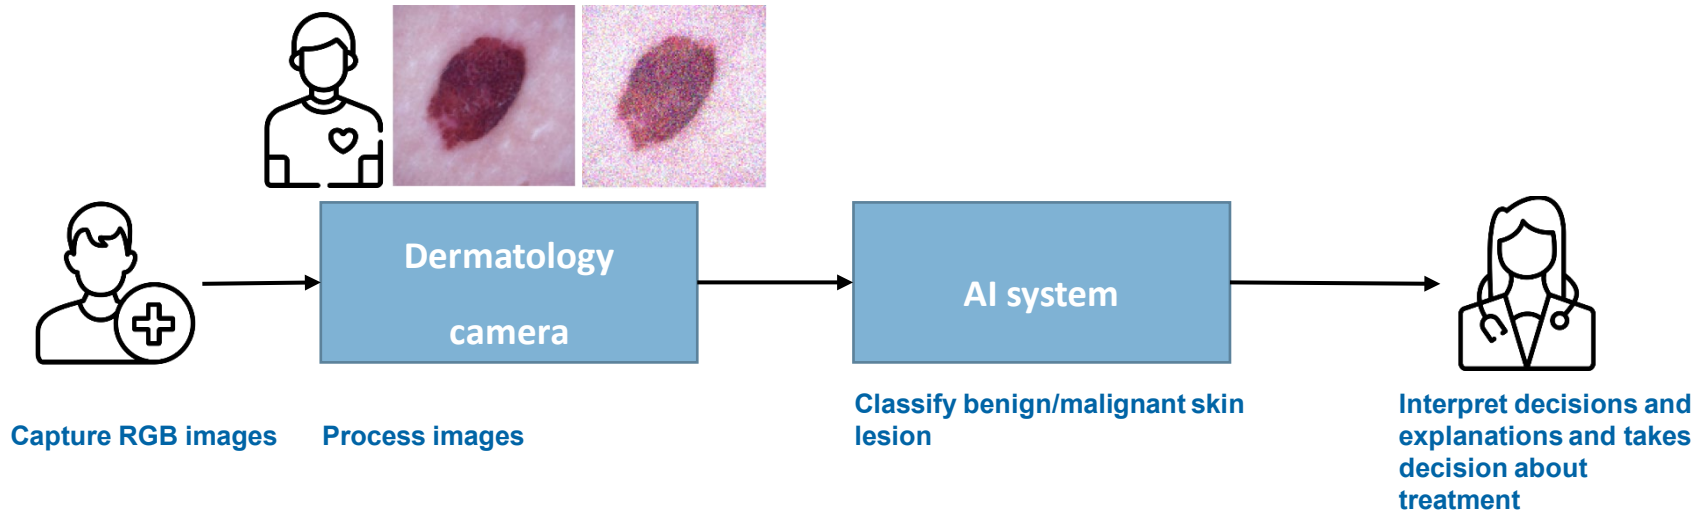 Dermatology
camera
AI system
Capture RGB images
Process images
Classify benign/malignant skin
lesion
Interpret decisions and
explanations and takes
decision about
treatment